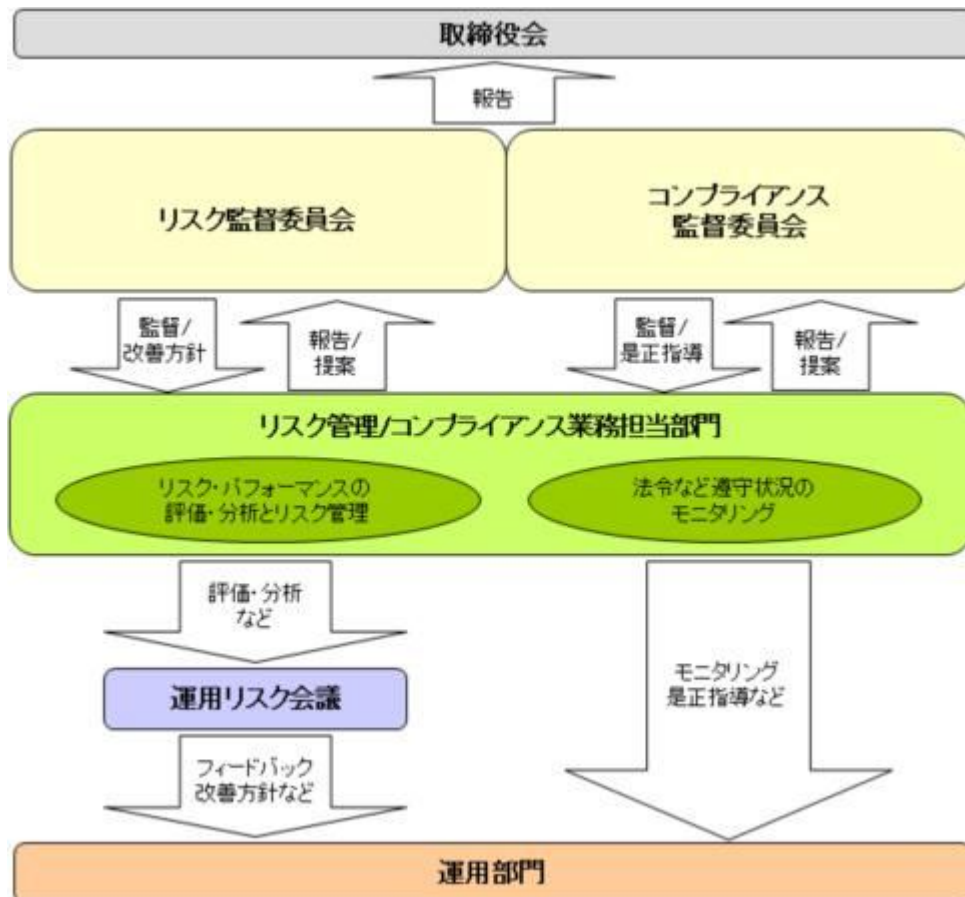 取締役会
報告
リスク監督委員会
コンプライアンス
監督委員会
監督/
改善方針
報告/
提案
監督/
是正指導
報告/
提案
リスク管理/コンプライアンス業務担当部門
リスク・パフォーマンスの
評価・分析とリスク管理
法令など遵守状況の
モニタリング
評価・分析
など
運用リスク会議
モニタリング
是正指導など
フィードバック
改善方針など
運用部門